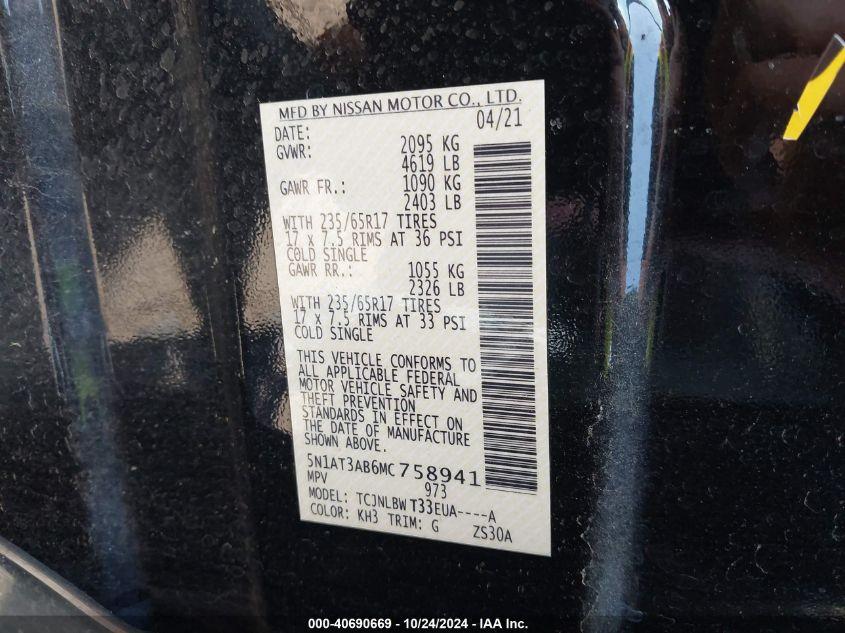 MFD BY NISSAN MOTOR CO., LTD.
DATE: 04/21
GVWR: 2095 KG
4619 LB
GAWR FR.: 1090 KG
2403 LB
WITH 235/65R17 TIRES
17 x 7.5 RIMS AT 36 PSI
COLD SINGLE
GAWR RR.: 1055 KG
2326 LB
WITH 235/65R17 TIRES
17 x 7.5 RIMS AT 33 PSI
COLD SINGLE
THIS VEHICLE CONFORMS TO
ALL APPLICABLE FEDERAL
MOTOR VEHICLE SAFETY AND
THEFT PREVENTION
STANDARDS IN EFFECT ON
THE DATE OF MANUFACTURE
SHOWN ABOVE.
5N1AT3AB6MC758941
MPV 973
MODEL: TCJNLBW T33EUA----A
COLOR: KH3 TRIM: G ZS30A
000-40690669 - 10/24/2024 - IAA Inc.